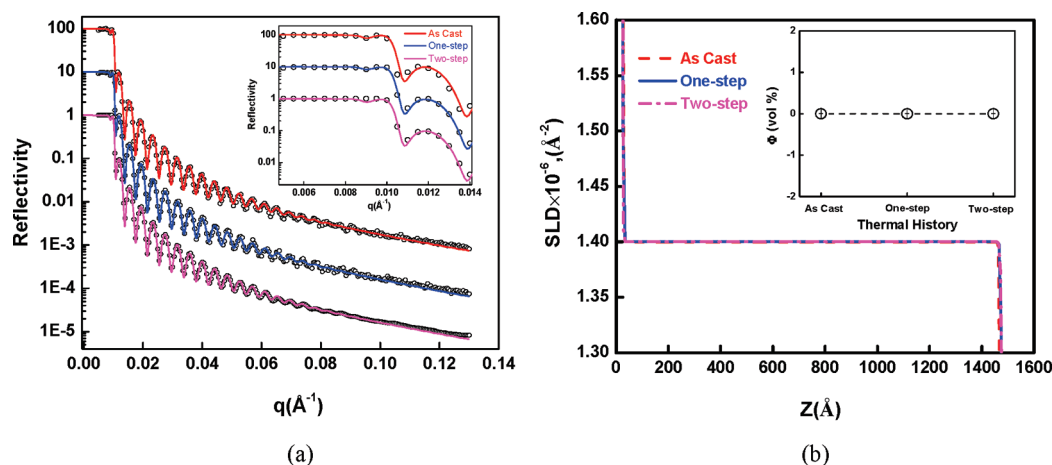 100
10
1
0.1
0.01
1E-3
1E-4
1E-5
Reflectivity
0.00 0.02 0.04 0.06 0.08 0.10 0.12 0.14
q(Å⁻¹)
As Cast
One-step
Two-step
100
10
1
0.1
0.01
Reflectivity
0.006 0.008 0.010 0.012 0.014
q(Å⁻¹)
(a)
1.60
1.55
1.50
1.45
1.40
1.35
1.30
SLD×10⁻⁶,(Å⁻²)
0 200 400 600 800 1000 1200 1400 1600
Z(Å)
As Cast
One-step
Two-step
2
1
0
-1
-2
Φ (vol %)
As Cast One-step Two-step
Thermal History
(b)